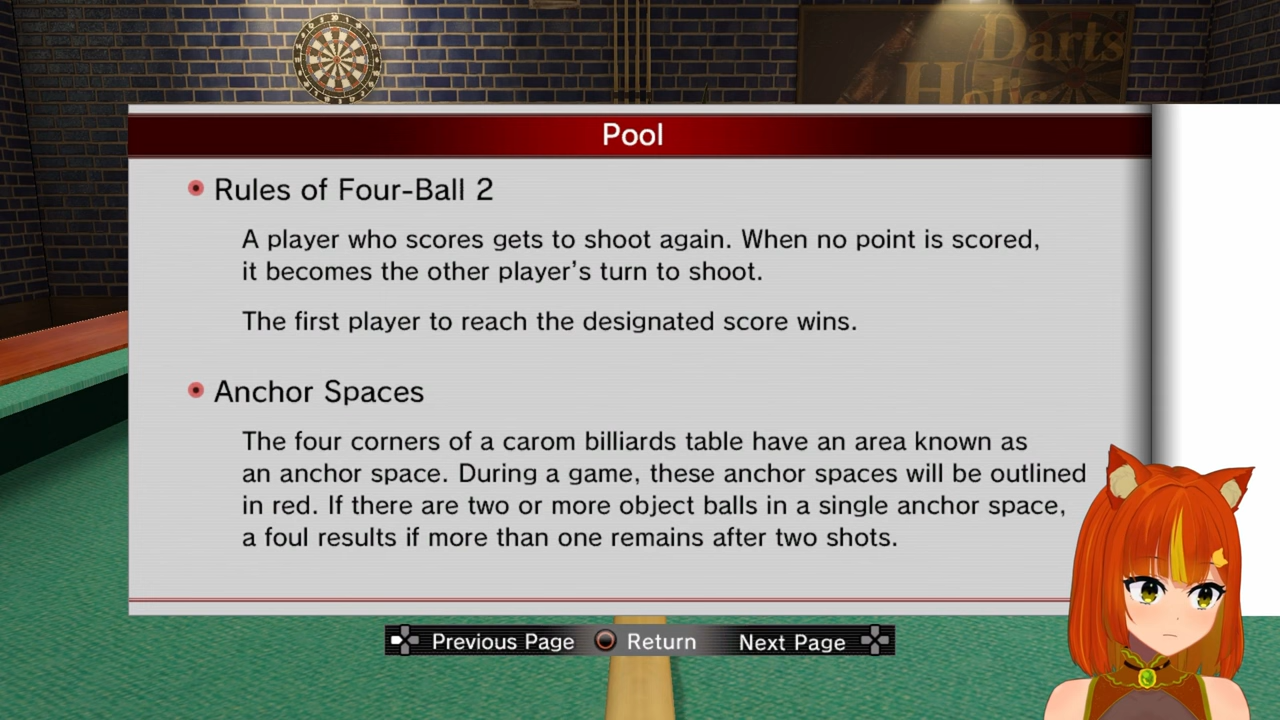 Darts
Holic
Pool
Rules of Four-Ball 2
A player who scores gets to shoot again. When no point is scored,
it becomes the other player's turn to shoot.
The first player to reach the designated score wins.
Anchor Spaces
The four corners of a carom billiards table have an area known as
an anchor space. During a game, these anchor spaces will be outlined
in red. If there are two or more object balls in a single anchor space,
a foul results if more than one remains after two shots.
Previous Page Return Next Page